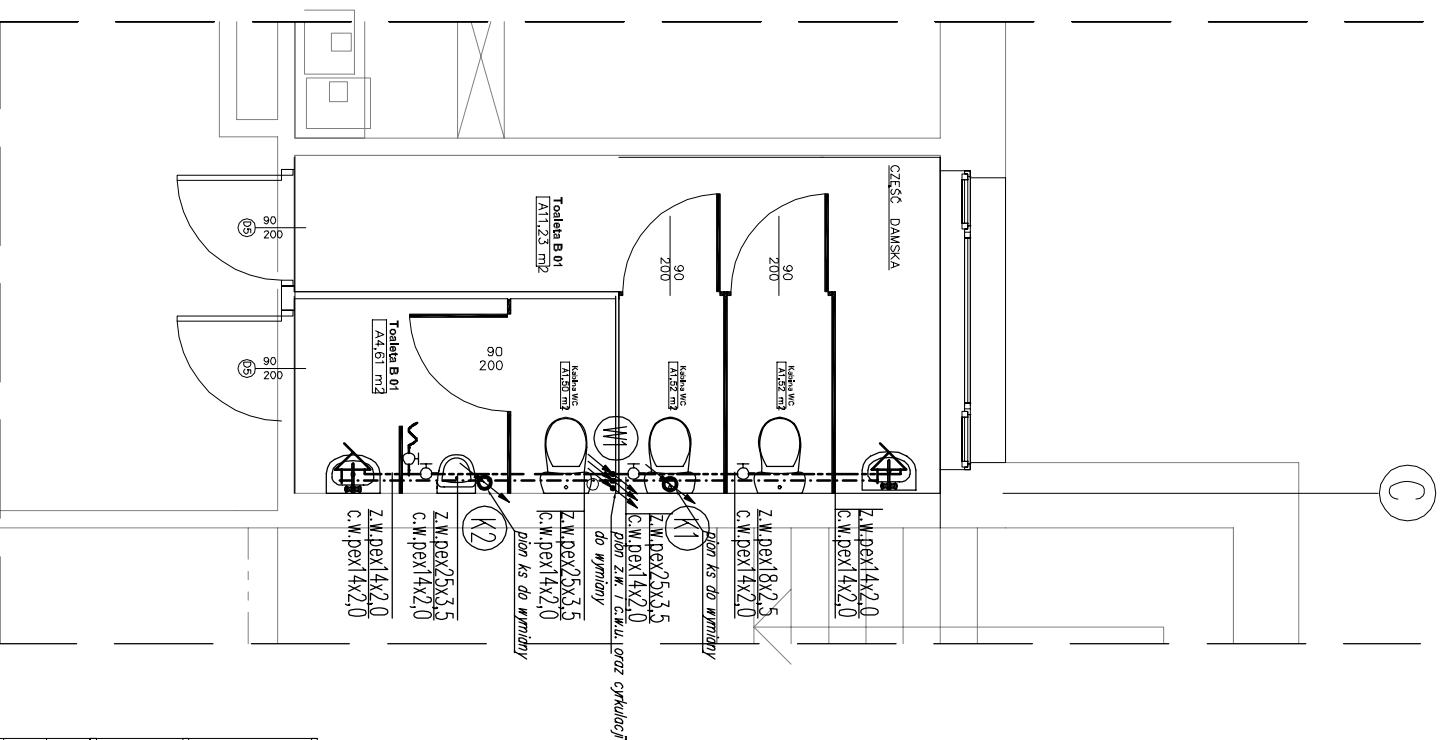 CZĘŚĆ DAMSKA
Toaleta B 01
A11,23 m2
90
200
90
200
D5
90
200
D5
90
200
Toaleta B 01
A4,61 m2
90
200
Kabina WC
A1,50 m2
Kabina WC
A1,52 m2
Kabina WC
A1,52 m2
W1
K1
K2
C
z.w.pex14x2,0
c.w.pex14x2,0
z.w.pex25x3,5
c.w.pex14x2,0
pion ks do wymiany
z.w.pex25x3,5
c.w.pex14x2,0
pion z.w. i c.w.u. oraz cyrkulacji
do wymiany
z.w.pex25x3,5
c.w.pex14x2,0
pion ks do wymiany
z.w.pex18x2,5
c.w.pex14x2,0
z.w.pex14x2,0
c.w.pex14x2,0